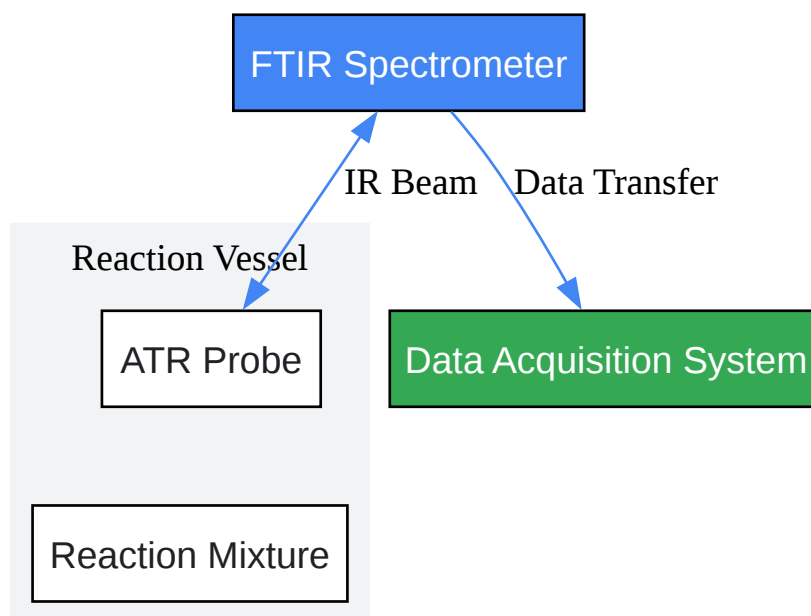 FTIR Spectrometer
IR Beam
Data Transfer
Reaction Vessel
ATR Probe
Data Acquisition System
Reaction Mixture